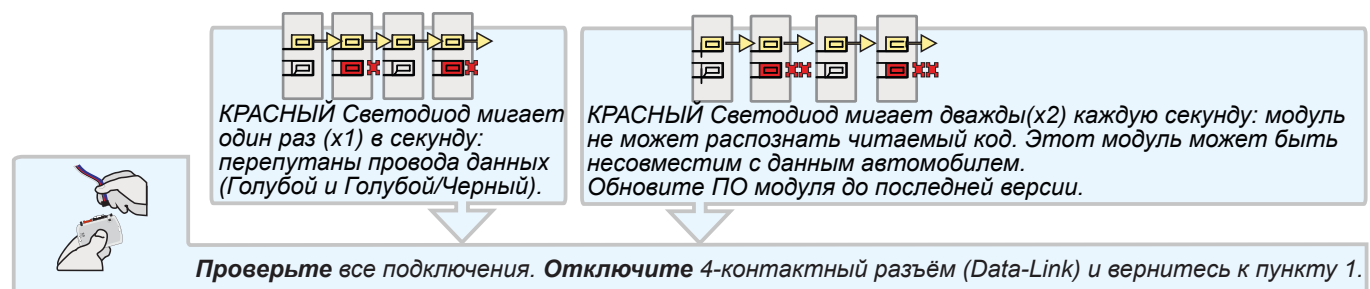 КРАСНЫЙ Светодиод мигает
один раз (x1) в секунду:
перепутаны провода данных
(Голубой и Голубой/Черный).
КРАСНЫЙ Светодиод мигает дважды(x2) каждую секунду: модуль
не может распознать читаемый код. Этот модуль может быть
несовместим с данным автомобилем.
Обновите ПО модуля до последней версии.
Проверьте все подключения. Отключите 4-контактный разъём (Data-Link) и вернитесь к пункту 1.